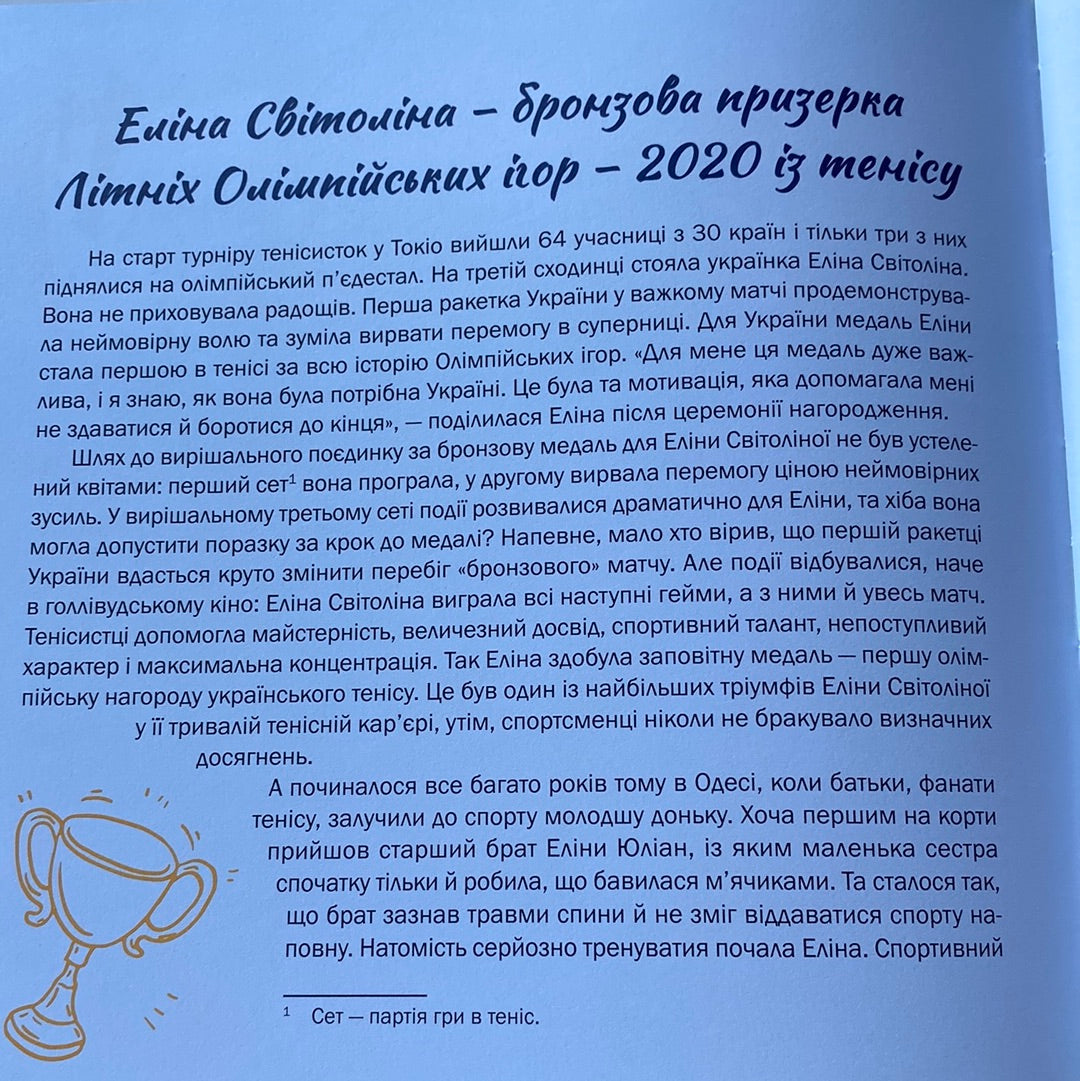 Еліна Світоліна – бронзова призерка
Літніх Олімпійських ігор – 2020 із тенісу
На старт турніру тенісисток у Токіо вийшли 64 учасниці з 30 країн і тільки три з них
піднялися на олімпійський п’єдестал. На третій сходинці стояла українка Еліна Світоліна.
Вона не приховувала радощів. Перша ракетка України у важкому матчі продемонструва-
ла неймовірну волю та зуміла вирвати перемогу в суперниці. Для України медаль Еліни
стала першою в тенісі за всю історію Олімпійських ігор. «Для мене ця медаль дуже важ-
лива, і я знаю, як вона була потрібна Україні. Це була та мотивація, яка допомагала мені
не здаватися й боротися до кінця», — поділилася Еліна після церемонії нагородження.
Шлях до вирішального поєдинку за бронзову медаль для Еліни Світоліної не був устеле-
ний квітами: перший сет¹ вона програла, у другому вирвала перемогу ціною неймовірних
зусиль. У вирішальному третьому сеті події розвивалися драматично для Еліни, та хіба вона
могла допустити поразку за крок до медалі? Напевне, мало хто вірив, що першій ракетці
України вдасться круто змінити перебіг «бронзового» матчу. Але події відбувалися, наче
в голлівудському кіно: Еліна Світоліна виграла всі наступні гейми, а з ними й увесь матч.
Тенісистці допомогла майстерність, величезний досвід, спортивний талант, непоступливий
характер і максимальна концентрація. Так Еліна здобула заповітну медаль — першу олім-
пійську нагороду українського тенісу. Це був один із найбільших тріумфів Еліни Світоліної
у її тривалій тенісній кар’єрі, утім, спортсменці ніколи не бракувало визначних
досягнень.
А починалося все багато років тому в Одесі, коли батьки, фанати
тенісу, залучили до спорту молодшу доньку. Хоча першим на корти
прийшов старший брат Еліни Юліан, із яким маленька сестра
спочатку тільки й робила, що бавилася м’ячиками. Та сталося так,
що брат зазнав травми спини й не зміг віддаватися спорту на-
повну. Натомість серйозно тренуватия почала Еліна. Спортивний
¹ Сет — партія гри в теніс.